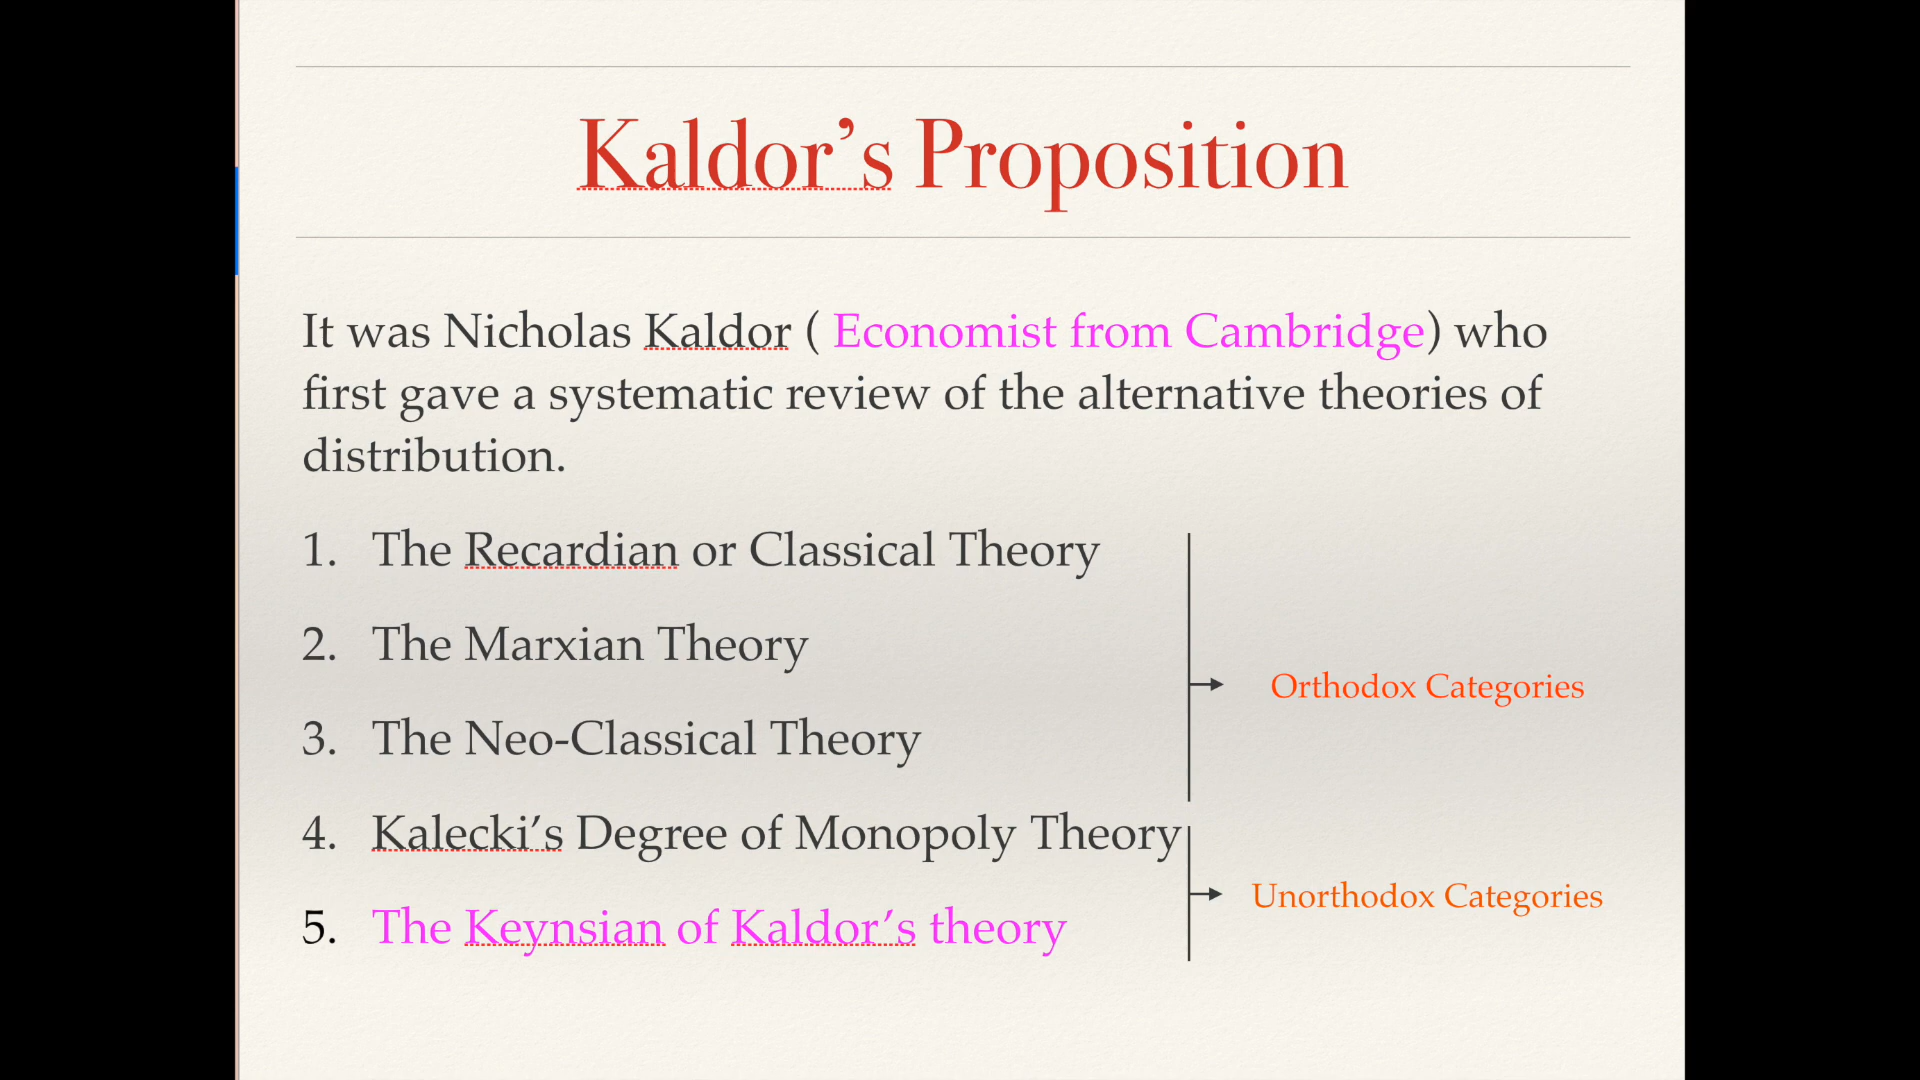 Kaldor’s Proposition
It was Nicholas Kaldor ( Economist from Cambridge) who
first gave a systematic review of the alternative theories of
distribution.
1. The Recardian or Classical Theory
2. The Marxian Theory
Orthodox Categories
3. The Neo-Classical Theory
4. Kalecki’s Degree of Monopoly Theory
Unorthodox Categories
5. The Keynsian of Kaldor’s theory